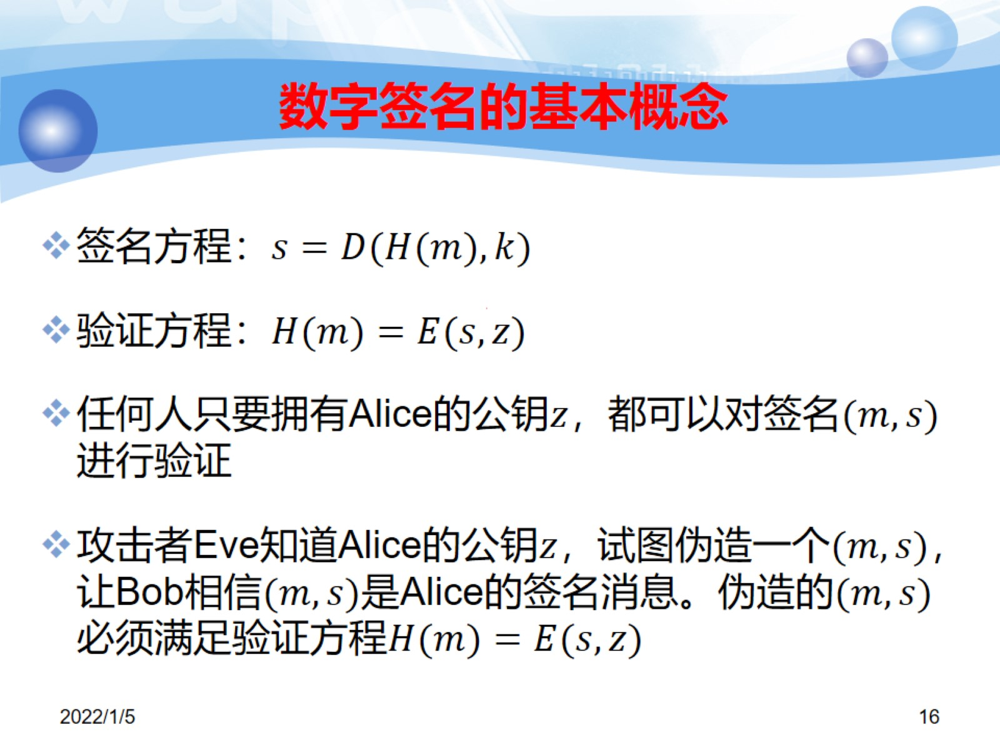 数字签名的基本概念
签名方程：s = D(H(m), k)
验证方程：H(m) = E(s, z)
任何人只要拥有Alice的公钥z，都可以对签名(m, s)
进行验证
攻击者Eve知道Alice的公钥z，试图伪造一个(m, s)，
让Bob相信(m, s)是Alice的签名消息。伪造的(m, s)
必须满足验证方程H(m) = E(s, z)
2022/1/5
16